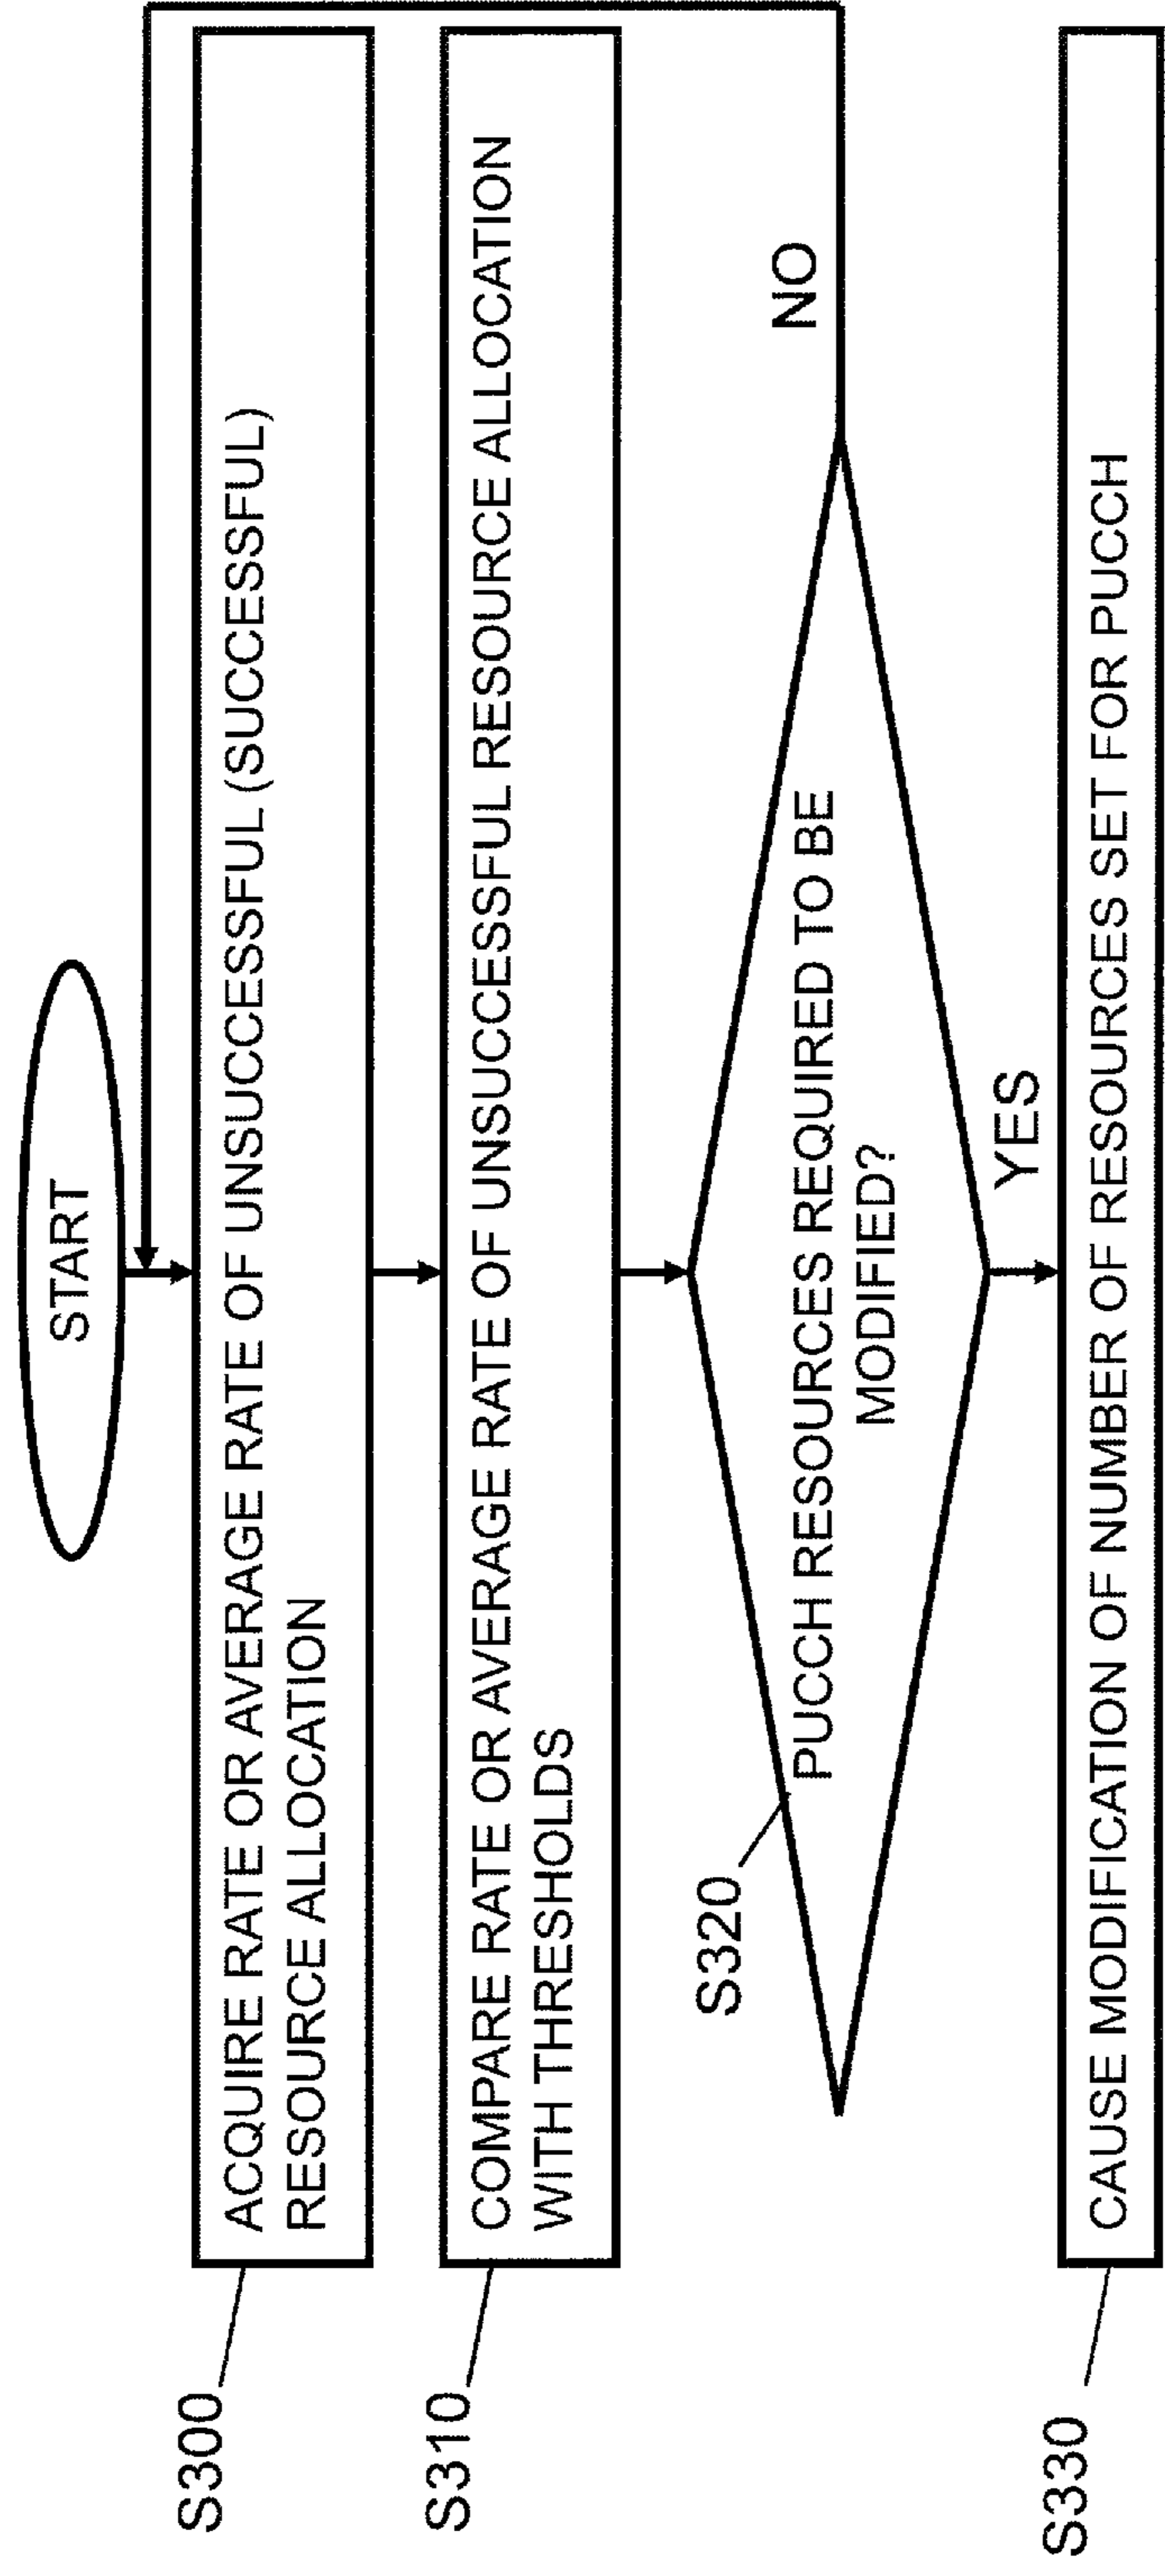 START
S300
ACQUIRE RATE OR AVERAGE RATE OF UNSUCCESSFUL (SUCCESSFUL)
RESOURCE ALLOCATION
S310
COMPARE RATE OR AVERAGE RATE OF UNSUCCESSFUL RESOURCE ALLOCATION
WITH THRESHOLDS
S320
PUCCH RESOURCES REQUIRED TO BE
MODIFIED?
NO
YES
S330
CAUSE MODIFICATION OF NUMBER OF RESOURCES SET FOR PUCCH